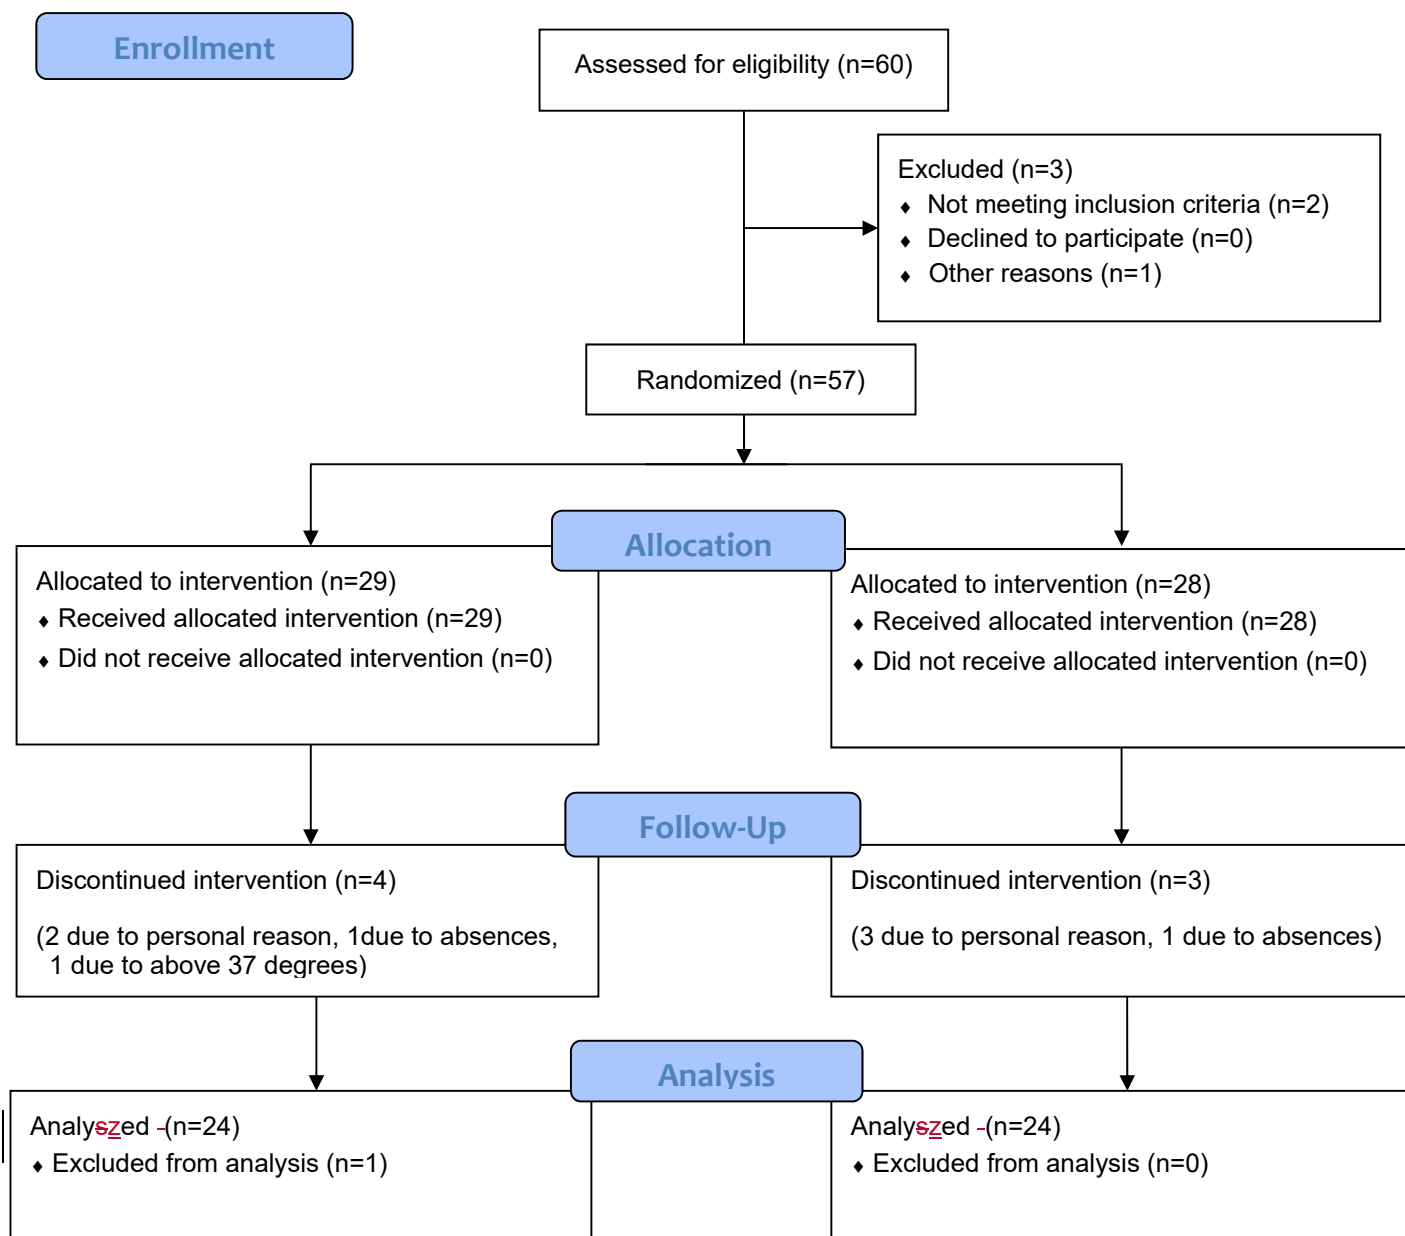 Enrollment
Assessed for eligibility (n=60)
Excluded (n=3)
♦ Not meeting inclusion criteria (n=2)
♦ Declined to participate (n=0)
♦ Other reasons (n=1)
Randomized (n=57)
Allocation
Allocated to intervention (n=29)
♦ Received allocated intervention (n=29)
♦ Did not receive allocated intervention (n=0)
Allocated to intervention (n=28)
♦ Received allocated intervention (n=28)
♦ Did not receive allocated intervention (n=0)
Follow-Up
Discontinued intervention (n=4)
(2 due to personal reason, 1due to absences,
1 due to above 37 degrees)
Discontinued intervention (n=3)
(3 due to personal reason, 1 due to absences)
Analysis
Analyszed -(n=24)
♦ Excluded from analysis (n=1)
Analyszed -(n=24)
♦ Excluded from analysis (n=0)